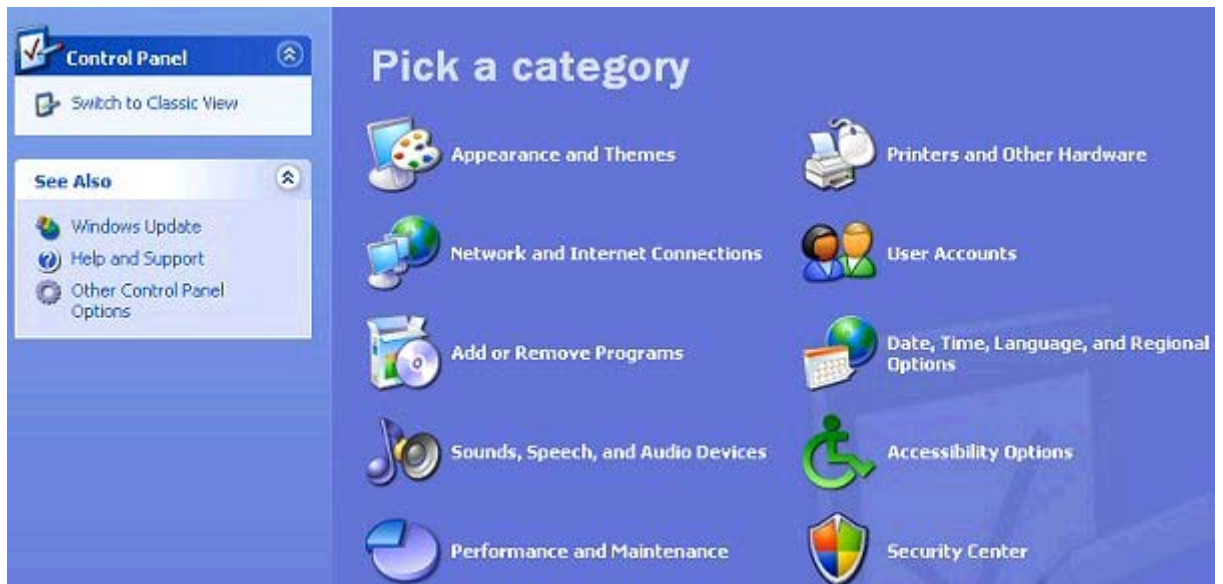 Control Panel
Switch to Classic View
See Also
Windows Update
Help and Support
Other Control Panel
Options
Pick a category
Appearance and Themes
Printers and Other Hardware
Network and Internet Connections
User Accounts
Add or Remove Programs
Date, Time, Language, and Regional
Options
Sounds, Speech, and Audio Devices
Accessibility Options
Performance and Maintenance
Security Center